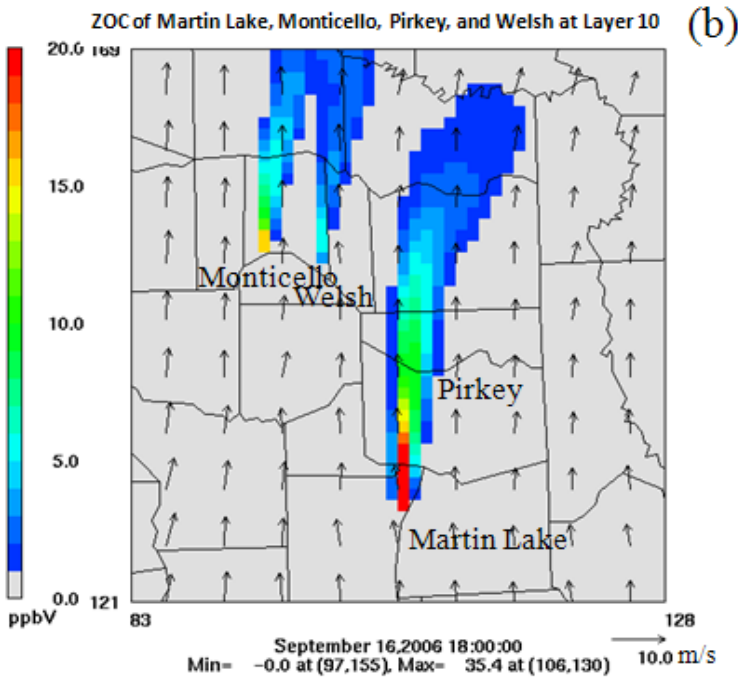 ZOC of Martin Lake, Monticello, Pirkey, and Welsh at Layer 10
(b)
20.0
169
15.0
Monticello
Welsh
10.0
Pirkey
5.0
Martin Lake
0.0
121
ppbV
83
128
September 16,2006 18:00:00
10.0 m/s
Min= -0.0 at (97,155), Max= 35.4 at (106,130)